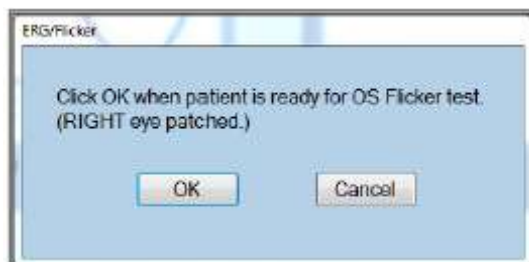 ERG/Flicker
Click OK when patient is ready for OS Flicker test.
(RIGHT eye patched.)
OK
Cancel